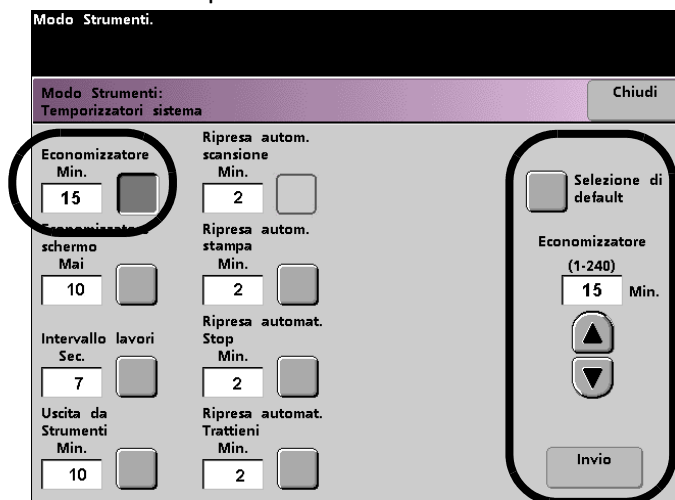 Modo Strumenti.
Modo Strumenti:
Temporizzatori sistema
Chiudi
Economizzatore
Min.
15
schermo
Mai
10
Intervallo lavori
Sec.
7
Uscita da
Strumenti
Min.
10
Ripresa autom.
scansione
Min.
2
Ripresa autom.
stampa
Min.
2
Ripresa automat.
Stop
Min.
2
Ripresa automat.
Trattieni
Min.
2
Selezione di
default
Economizzatore
(1-240)
15 Min.
Invio